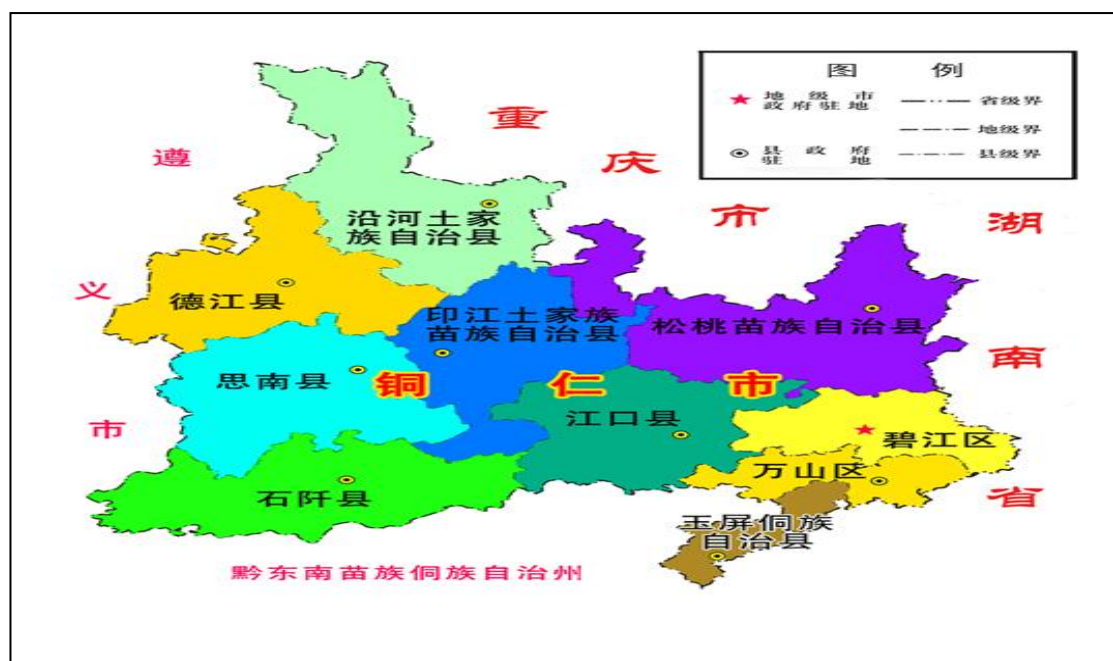 图 例
地级市
政府驻地
省级界
地级界
县政府
驻地
县级界
重
庆
市
湖
南
省
遵
义
市
沿河土家
族自治县
德江县
印江土家族
苗族自治县
松桃苗族自治县
思南县
铜仁市
江口县
碧江区
万山区
石阡县
玉屏侗族
自治县
黔东南苗族侗族自治州